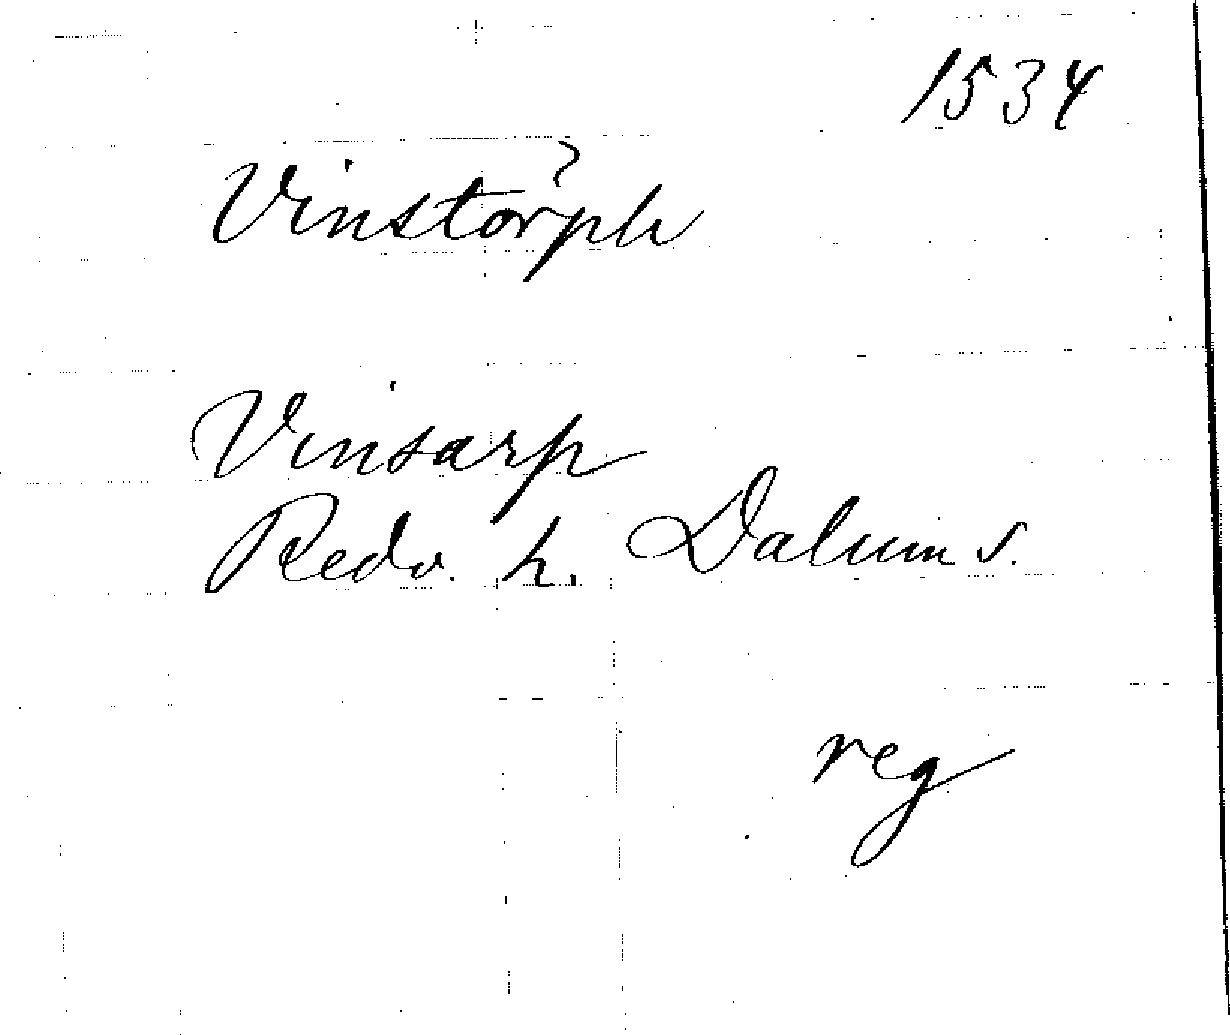 1534
Vinstorph
Vinsarp
Redv. h. Dalum s.
reg